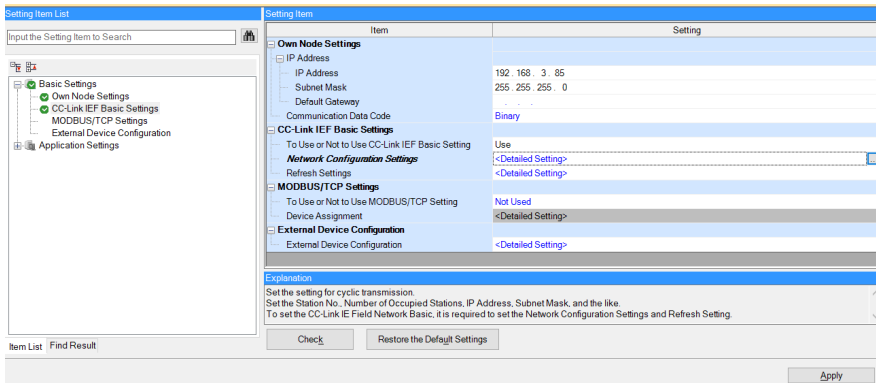 Setting Item List
Input the Setting Item to Search
Basic Settings
Own Node Settings
CC-Link IEF Basic Settings
MODBUS/TCP Settings
External Device Configuration
Application Settings
Item List Find Result
Setting Item
Item Setting
Own Node Settings
IP Address
IP Address 192 . 168 . 3 . 85
Subnet Mask 255 . 255 . 255 . 0
Default Gateway . . .
Communication Data Code Binary
CC-Link IEF Basic Settings
To Use or Not to Use CC-Link IEF Basic Setting Use
Network Configuration Settings <Detailed Setting> ...
Refresh Settings <Detailed Setting>
MODBUS/TCP Settings
To Use or Not to Use MODBUS/TCP Setting Not Used
Device Assignment <Detailed Setting>
External Device Configuration
External Device Configuration <Detailed Setting>
Explanation
Set the setting for cyclic transmission.
Set the Station No., Number of Occupied Stations, IP Address, Subnet Mask, and the like.
To set the CC-Link IE Field Network Basic, it is required to set the Network Configuration Settings and Refresh Setting.
Check Restore the Default Settings
Apply